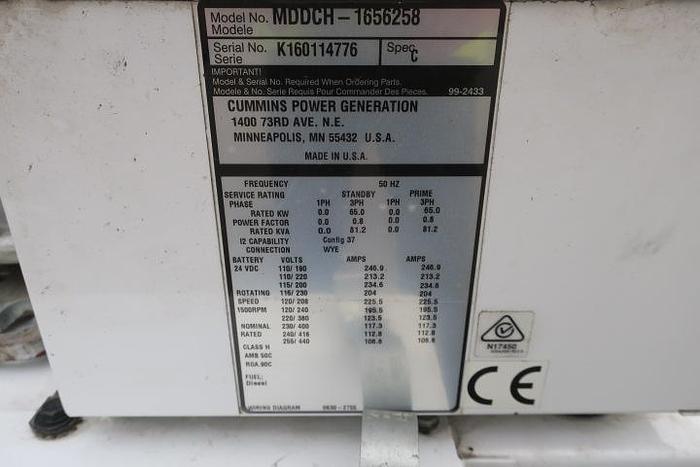 Model No. MDDCH-1656258
Modele
Serial No. K160114776 Spec C
Serie
IMPORTANT!
Model & Serial No. Required When Ordering Parts.
Modele & No. Serie Requis Pour Commander Des Pieces. 99-2433
CUMMINS POWER GENERATION
1400 73RD AVE. N.E.
MINNEAPOLIS, MN 55432 U.S.A.
MADE IN U.S.A.
FREQUENCY 50 HZ
SERVICE RATING STANDBY PRIME
PHASE 1PH 3PH 1PH 3PH
RATED KW 0.0 65.0 0.0 65.0
POWER FACTOR 0.0 0.8 0.0 0.8
RATED KVA 0.0 81.2 0.0 81.2
I2 CAPABILITY Config 37
CONNECTION WYE
BATTERY VOLTS AMPS AMPS
24 VDC 110/190 246.9 246.9
110/220 213.2 213.2
115/200 234.6 234.6
ROTATING 116/230 204 204
SPEED 120/208 225.5 225.5
1500RPM 120/240 195.5 195.5
220/380 123.5 123.5
NOMINAL 230/400 117.3 117.3
RATED 240/416 112.8 112.8
255/440 106.6 106.6
CLASS H
AMB 50C
RGA.90C
FUEL:
Diesel
WIRING DIAGRAM 0630-2755
N17450
CE